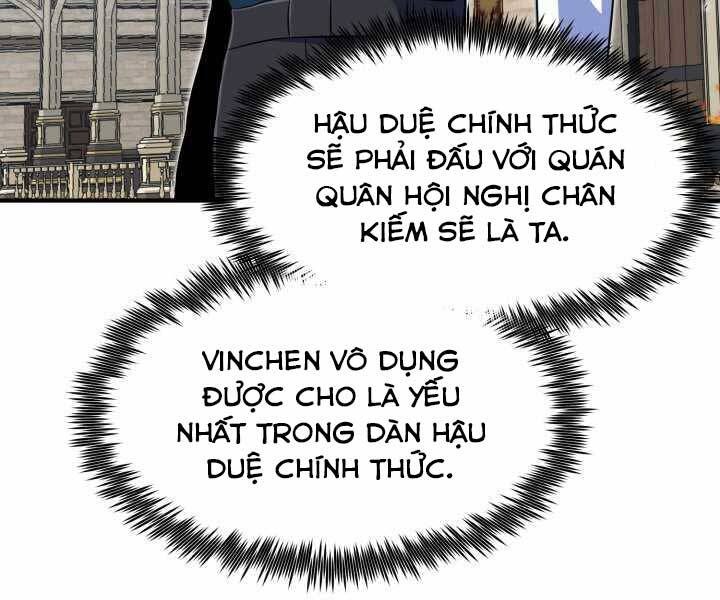 HẬU DUỆ CHÍNH THỨC
SẼ PHẢI ĐẤU VỚI QUÁN
QUÂN HỘI NGHỊ CHÂN
KIẾM SẼ LÀ TA.
VINCHEN VÔ DỤNG
ĐƯỢC CHO LÀ YẾU
NHẤT TRONG DÀN HẬU
DUỆ CHÍNH THỨC.